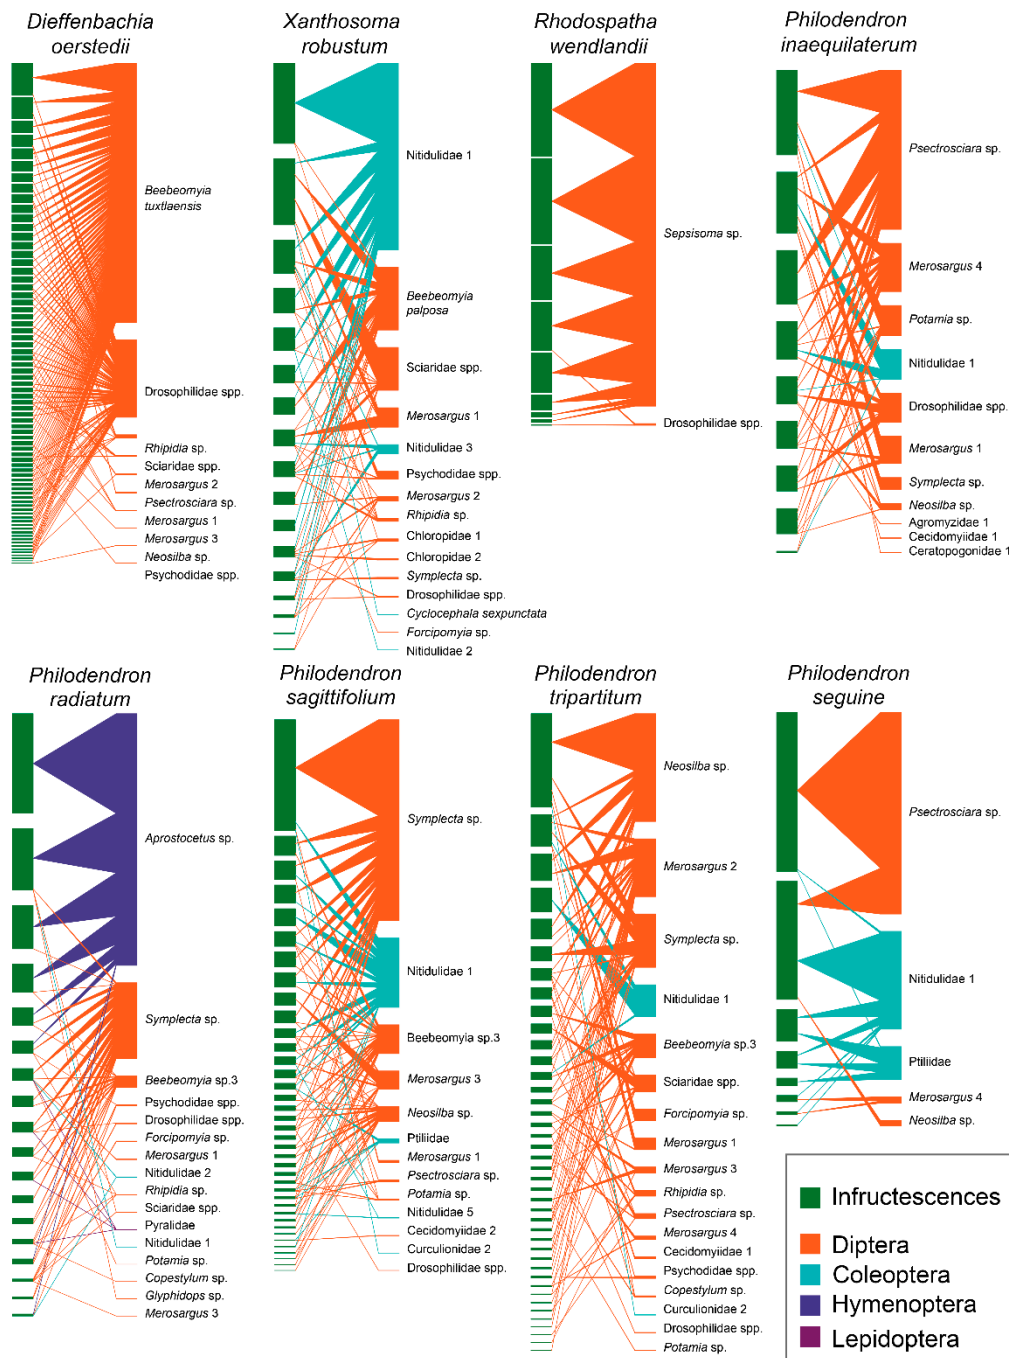 Dieffenbachia
oerstedii
Beebeomyia
tuxtlaensis
Drosophilidae spp.
Rhipidia sp.
Sciaridae spp.
Merosargus 2
Psectrosciara sp.
Merosargus 1
Merosargus 3
Neosilba sp.
Psychodidae spp.
Xanthosoma
robustum
Nitidulidae 1
Beebeomyia
palposa
Sciaridae spp.
Merosargus 1
Nitidulidae 3
Psychodidae spp.
Merosargus 2
Rhipidia sp.
Chloropidae 1
Chloropidae 2
Symplecta sp.
Drosophilidae spp.
Cyclocephala sexpunctata
Forcipomyia sp.
Nitidulidae 2
Rhodospatha
wendlandii
Sepsisoma sp.
Drosophilidae spp.
Philodendron
inaequilaterum
Psectrosciara sp.
Merosargus 4
Potamia sp.
Nitidulidae 1
Drosophilidae spp.
Merosargus 1
Symplecta sp.
Neosilba sp.
Agromyzidae 1
Cecidomyiidae 1
Ceratopogonidae 1
Philodendron
radiatum
Aprostocetus sp.
Symplecta sp.
Beebeomyia sp.3
Psychodidae spp.
Drosophilidae spp.
Forcipomyia sp.
Merosargus 1
Nitidulidae 2
Rhipidia sp.
Sciaridae spp.
Pyralidae
Nitidulidae 1
Potamia sp.
Copestylum sp.
Glyphidops sp.
Merosargus 3
Philodendron
sagittifolium
Symplecta sp.
Nitidulidae 1
Beebeomyia sp.3
Merosargus 3
Neosilba sp.
Ptiliidae
Merosargus 1
Psectrosciara sp.
Potamia sp.
Nitidulidae 5
Cecidomyiidae 2
Curculionidae 2
Drosophilidae spp.
Philodendron
tripartitum
Neosilba sp.
Merosargus 2
Symplecta sp.
Nitidulidae 1
Beebeomyia sp.3
Sciaridae spp.
Forcipomyia sp.
Merosargus 1
Merosargus 3
Rhipidia sp.
Psectrosciara sp.
Merosargus 4
Cecidomyiidae 1
Psychodidae spp.
Copestylum sp.
Curculionidae 2
Drosophilidae spp.
Potamia sp.
Philodendron
seguine
Psectrosciara sp.
Nitidulidae 1
Ptiliidae
Merosargus 4
Neosilba sp.
Infructescences
Diptera
Coleoptera
Hymenoptera
Lepidoptera